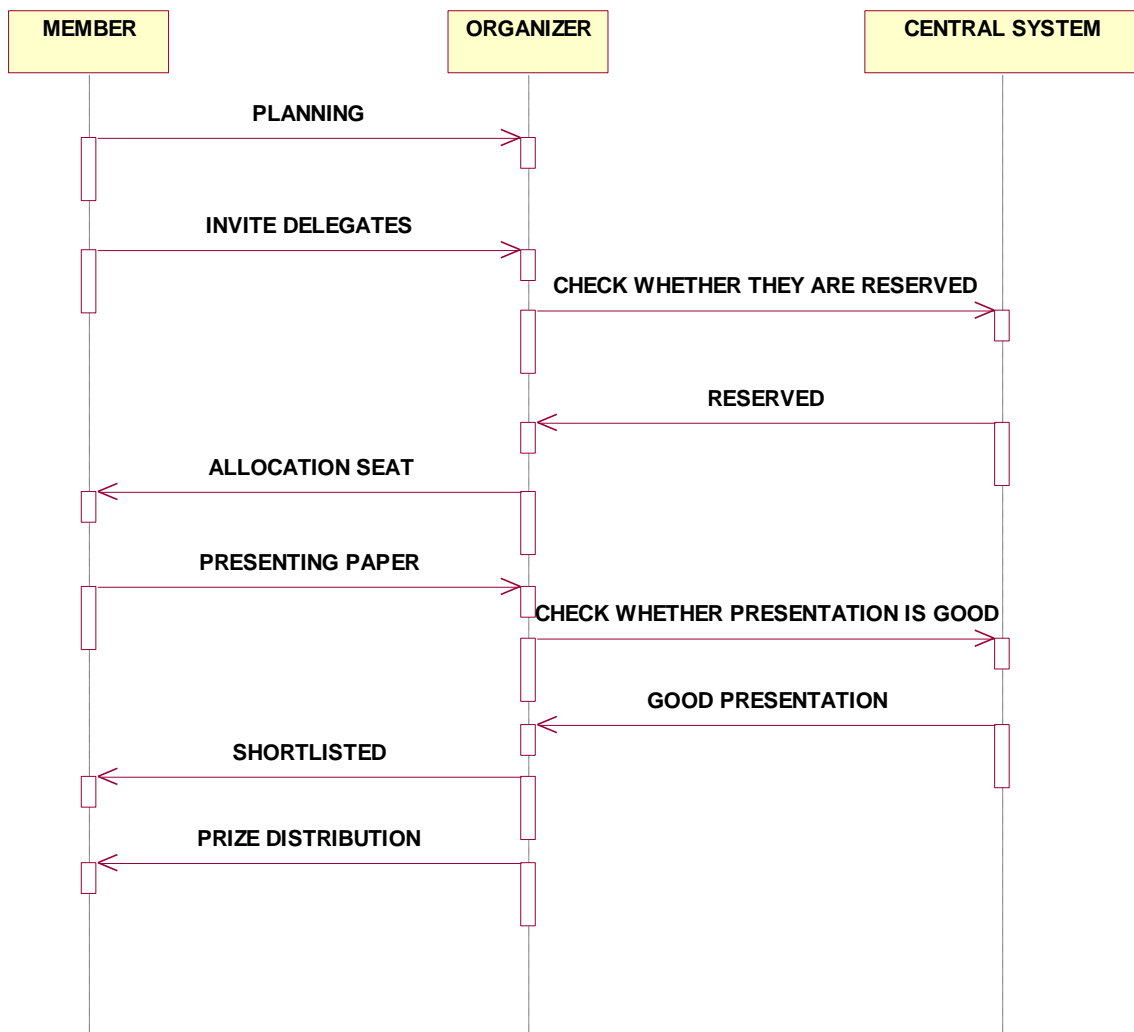 MEMBER
ORGANIZER
CENTRAL SYSTEM
PLANNING
INVITE DELEGATES
CHECK WHETHER THEY ARE RESERVED
RESERVED
ALLOCATION SEAT
PRESENTING PAPER
CHECK WHETHER PRESENTATION IS GOOD
GOOD PRESENTATION
SHORTLISTED
PRIZE DISTRIBUTION